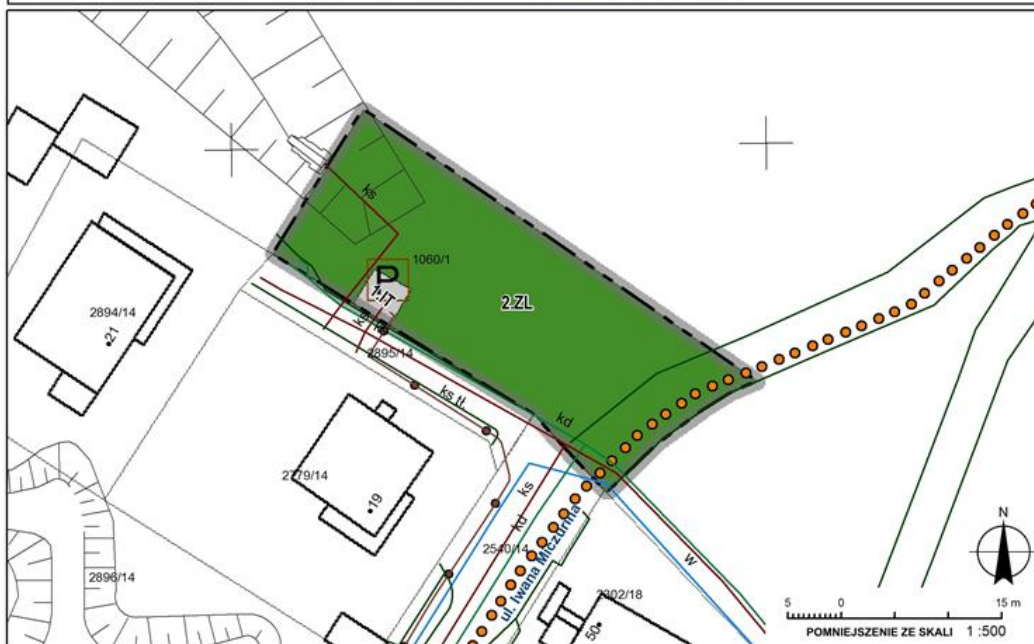 ks
1060/1
P
1.IT
2.ZL
2894/14
21
2895/14
ks tł.
kd
2779/14
19
ks
kd
2540/14
ul. Iwana Miczurina
w
2896/14
2302/18
50
N
5 0 15 m
POMNIEJSZENIE ZE SKALI 1:500